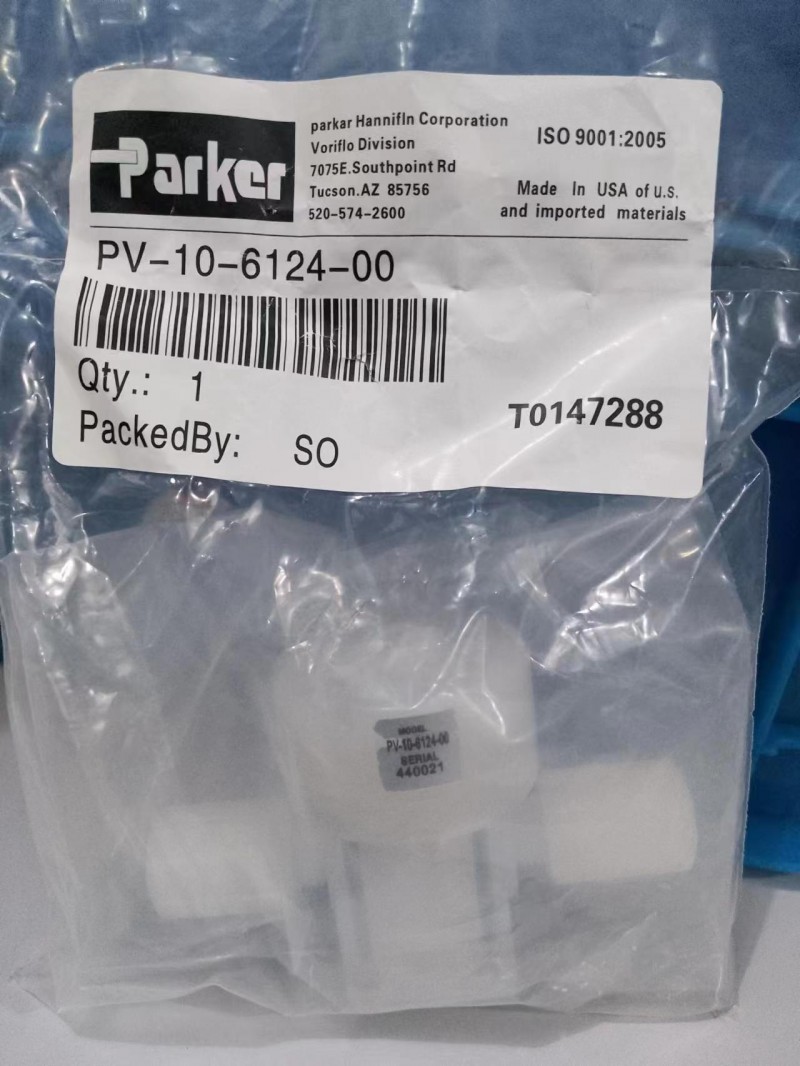 Parker
parkar Hannifln Corporation
Voriflo Division
7075E.Southpoint Rd
Tucson.AZ 85756
520-574-2600
ISO 9001:2005
Made In USA of u.s.
and imported materials
PV-10-6124-00
Qty.: 1
PackedBy: SO
T0147288
MODEL
PV-10-6124-00
SERIAL
440021